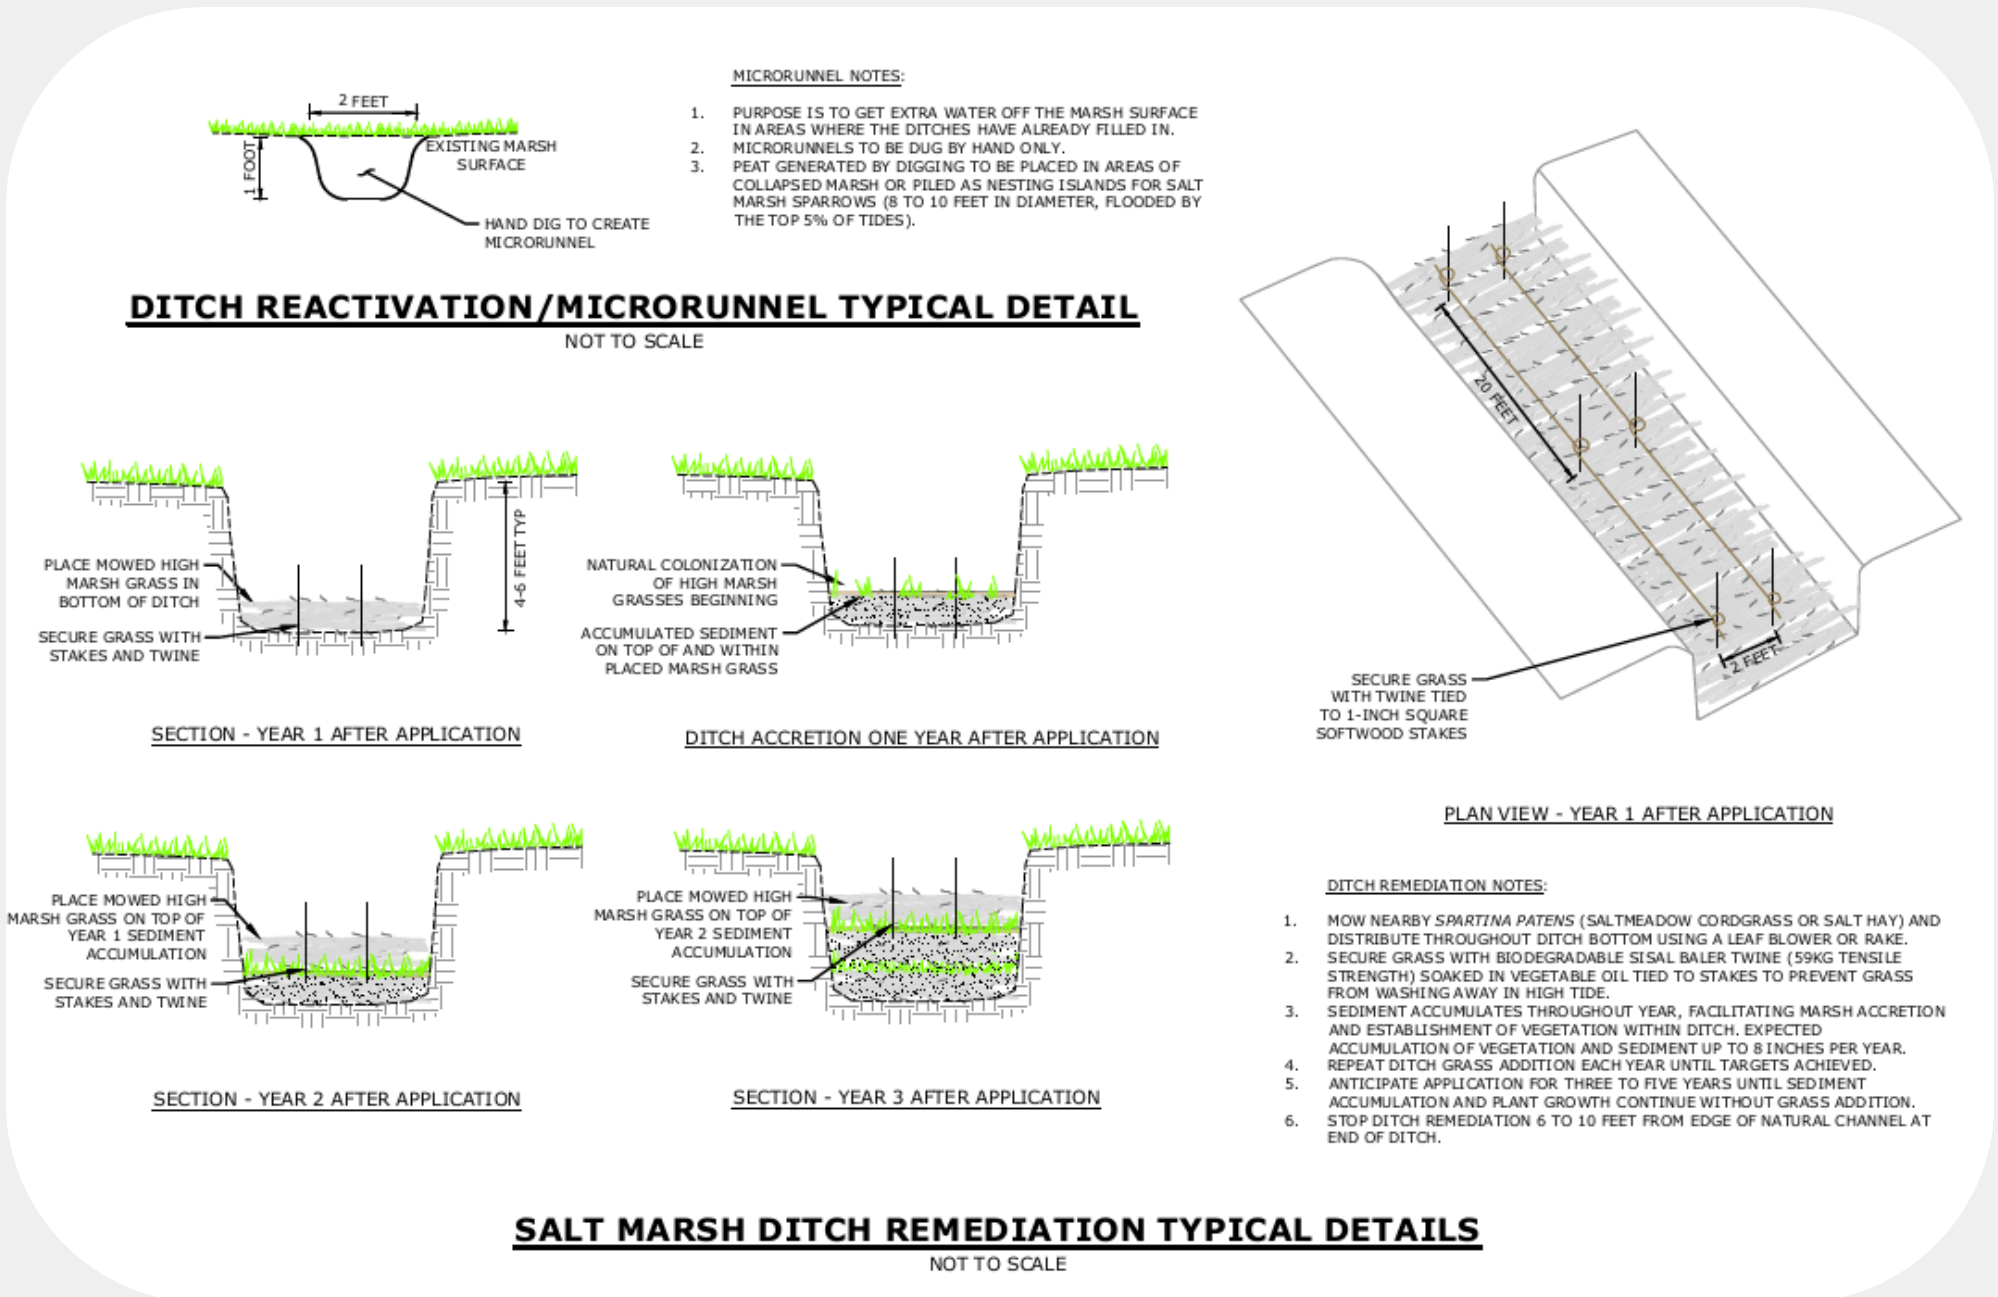 2 FEET
1 FOOT
EXISTING MARSH
SURFACE
HAND DIG TO CREATE
MICRORUNNEL
MICRORUNNEL NOTES:
1. PURPOSE IS TO GET EXTRA WATER OFF THE MARSH SURFACE
IN AREAS WHERE THE DITCHES HAVE ALREADY FILLED IN.
2. MICRORUNNELS TO BE DUG BY HAND ONLY.
3. PEAT GENERATED BY DIGGING TO BE PLACED IN AREAS OF
COLLAPSED MARSH OR PILED AS NESTING ISLANDS FOR SALT
MARSH SPARROWS (8 TO 10 FEET IN DIAMETER, FLOODED BY
THE TOP 5% OF TIDES).
DITCH REACTIVATION/MICRORUNNEL TYPICAL DETAIL
NOT TO SCALE
PLACE MOWED HIGH
MARSH GRASS IN
BOTTOM OF DITCH
SECURE GRASS WITH
STAKES AND TWINE
4-6 FEET TYP
SECTION - YEAR 1 AFTER APPLICATION
NATURAL COLONIZATION
OF HIGH MARSH
GRASSES BEGINNING
ACCUMULATED SEDIMENT
ON TOP OF AND WITHIN
PLACED MARSH GRASS
DITCH ACCRETION ONE YEAR AFTER APPLICATION
20 FEET
2 FEET
SECURE GRASS
WITH TWINE TIED
TO 1-INCH SQUARE
SOFTWOOD STAKES
PLAN VIEW - YEAR 1 AFTER APPLICATION
PLACE MOWED HIGH
MARSH GRASS ON TOP OF
YEAR 1 SEDIMENT
ACCUMULATION
SECURE GRASS WITH
STAKES AND TWINE
SECTION - YEAR 2 AFTER APPLICATION
PLACE MOWED HIGH
MARSH GRASS ON TOP OF
YEAR 2 SEDIMENT
ACCUMULATION
SECURE GRASS WITH
STAKES AND TWINE
SECTION - YEAR 3 AFTER APPLICATION
DITCH REMEDIATION NOTES:
1. MOW NEARBY SPARTINA PATENS (SALTMEADOW CORDGRASS OR SALT HAY) AND
DISTRIBUTE THROUGHOUT DITCH BOTTOM USING A LEAF BLOWER OR RAKE.
2. SECURE GRASS WITH BIODEGRADABLE SISAL BALER TWINE (59KG TENSILE
STRENGTH) SOAKED IN VEGETABLE OIL TIED TO STAKES TO PREVENT GRASS
FROM WASHING AWAY IN HIGH TIDE.
3. SEDIMENT ACCUMULATES THROUGHOUT YEAR, FACILITATING MARSH ACCRETION
AND ESTABLISHMENT OF VEGETATION WITHIN DITCH. EXPECTED
ACCUMULATION OF VEGETATION AND SEDIMENT UP TO 8 INCHES PER YEAR.
4. REPEAT DITCH GRASS ADDITION EACH YEAR UNTIL TARGETS ACHIEVED.
5. ANTICIPATE APPLICATION FOR THREE TO FIVE YEARS UNTIL SEDIMENT
ACCUMULATION AND PLANT GROWTH CONTINUE WITHOUT GRASS ADDITION.
6. STOP DITCH REMEDIATION 6 TO 10 FEET FROM EDGE OF NATURAL CHANNEL AT
END OF DITCH.
SALT MARSH DITCH REMEDIATION TYPICAL DETAILS
NOT TO SCALE